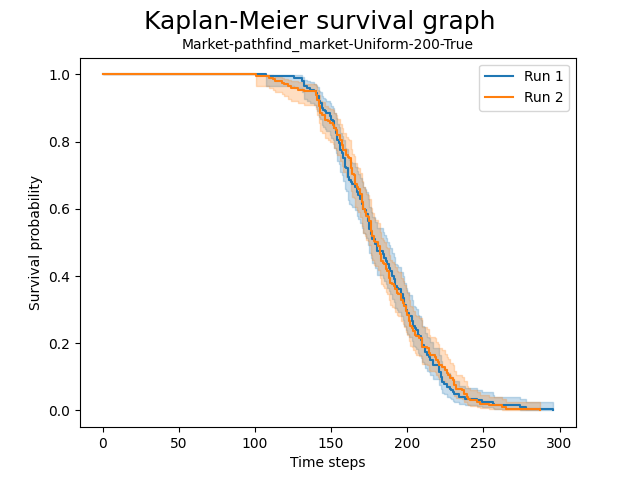 Kaplan-Meier survival graph
Market-pathfind_market-Uniform-200-True
Run 1
Run 2
1.0
0.8
0.6
0.4
0.2
0.0
Survival probability
0 50 100 150 200 250 300
Time steps